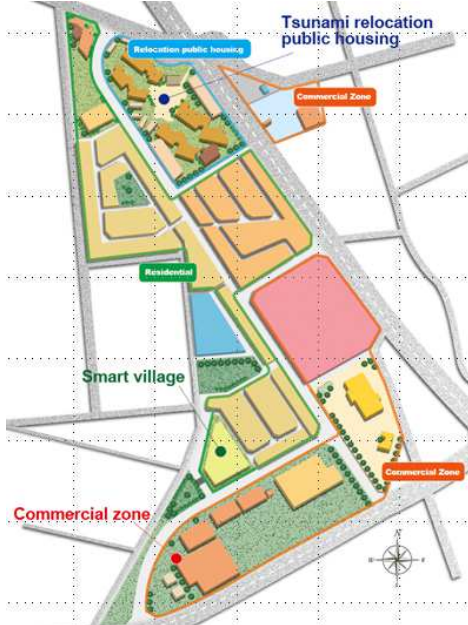 Tsunami relocation
public housing
Relocation public housing
Commercial Zone
Residential
Smart village
Commercial Zone
Commercial zone
N
W